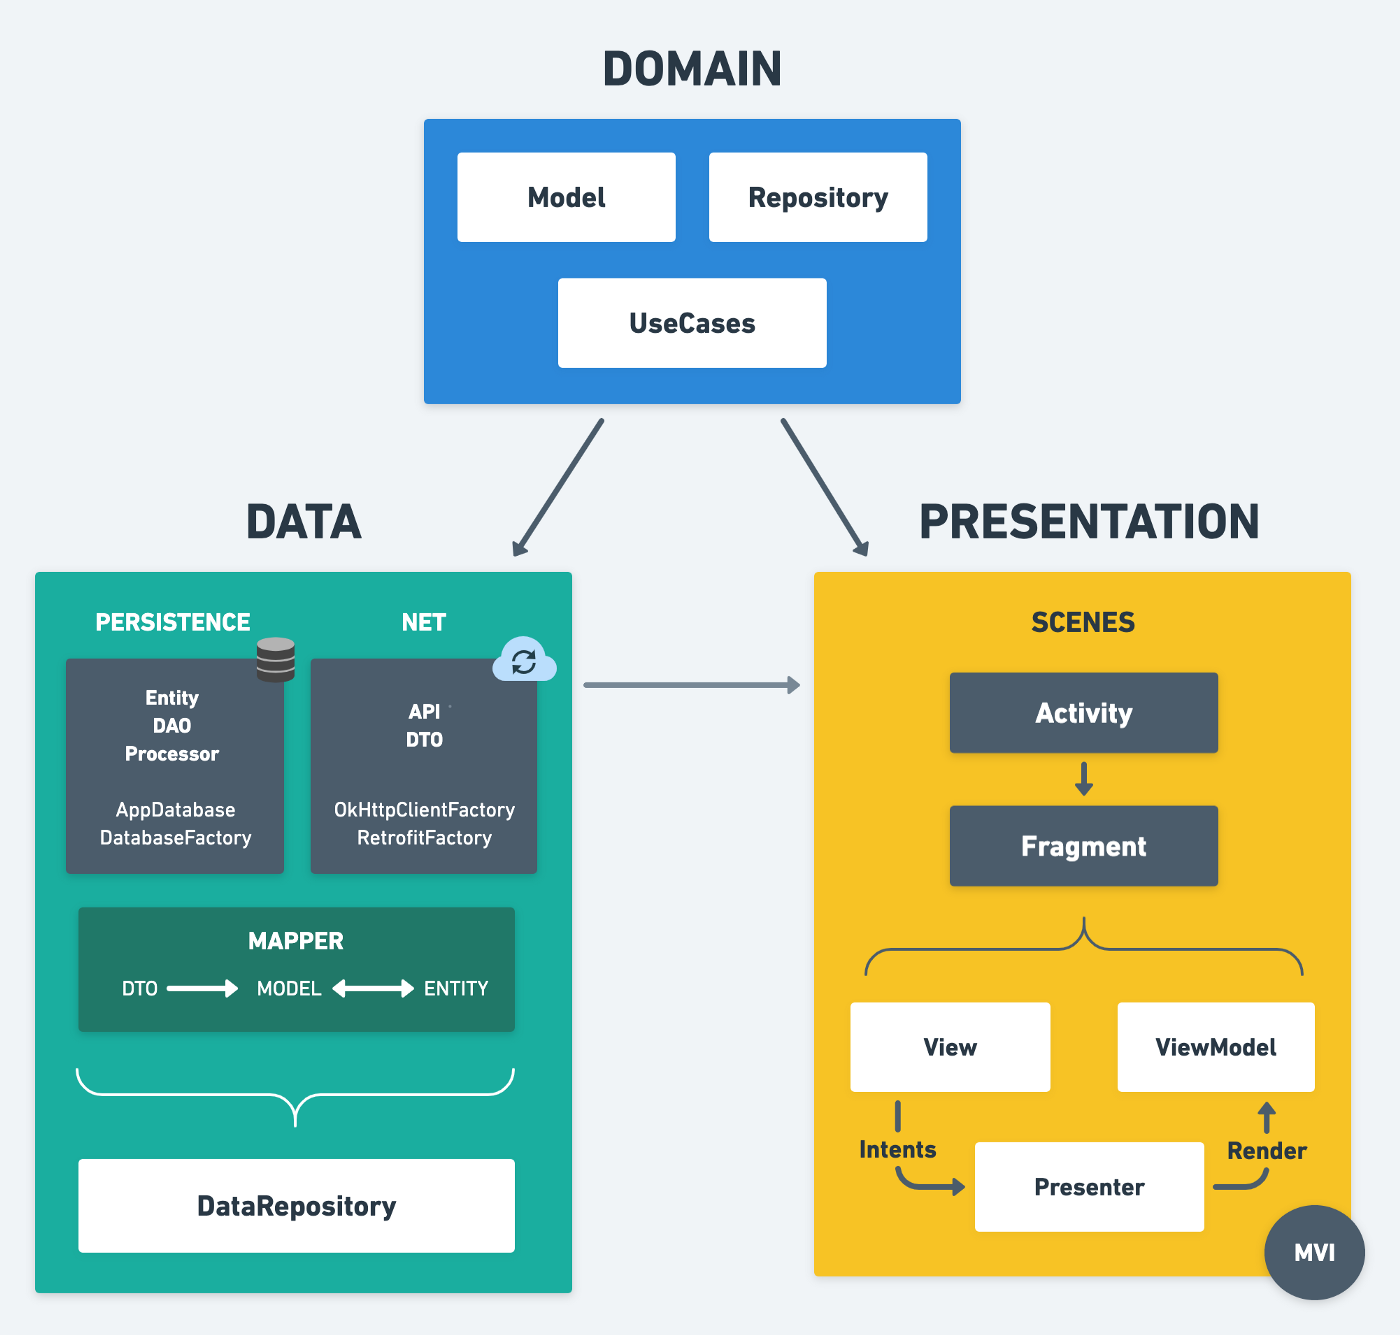 DOMAIN
Model
Repository
UseCases
DATA
PERSISTENCE
NET
Entity
DAO
Processor
AppDatabase
DatabaseFactory
API
DTO
OkHttpClientFactory
RetrofitFactory
MAPPER
DTO MODEL ENTITY
DataRepository
PRESENTATION
SCENES
Activity
Fragment
View
ViewModel
Intents
Render
Presenter
MVI